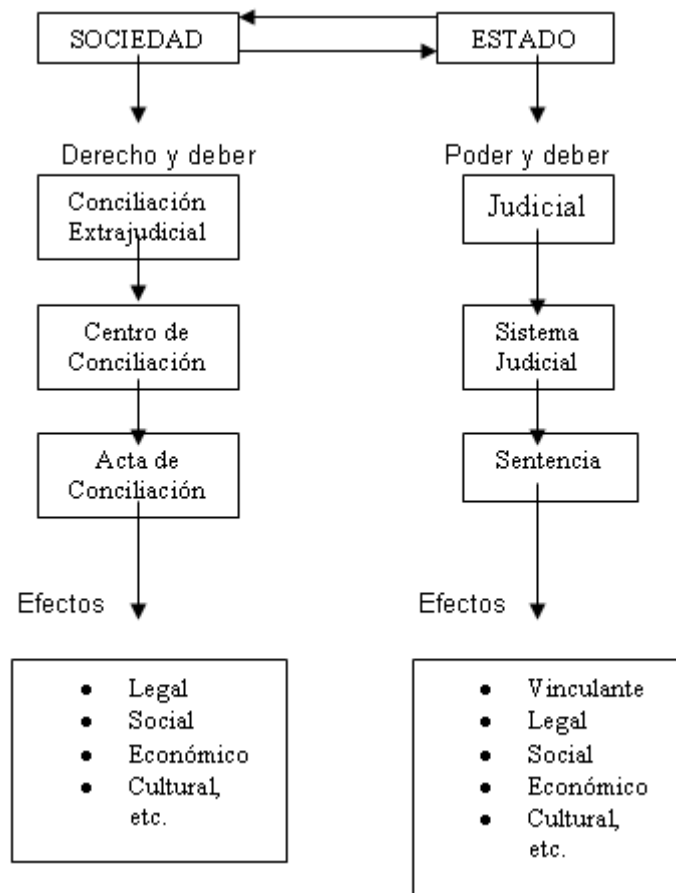 SOCIEDAD
ESTADO
Derecho y deber
Poder y deber
Conciliación
Extrajudicial
Judicial
Centro de
Conciliación
Sistema
Judicial
Acta de
Conciliación
Sentencia
Efectos
Efectos
• Legal
• Social
• Económico
• Cultural,
etc.
• Vinculante
• Legal
• Social
• Económico
• Cultural,
etc.